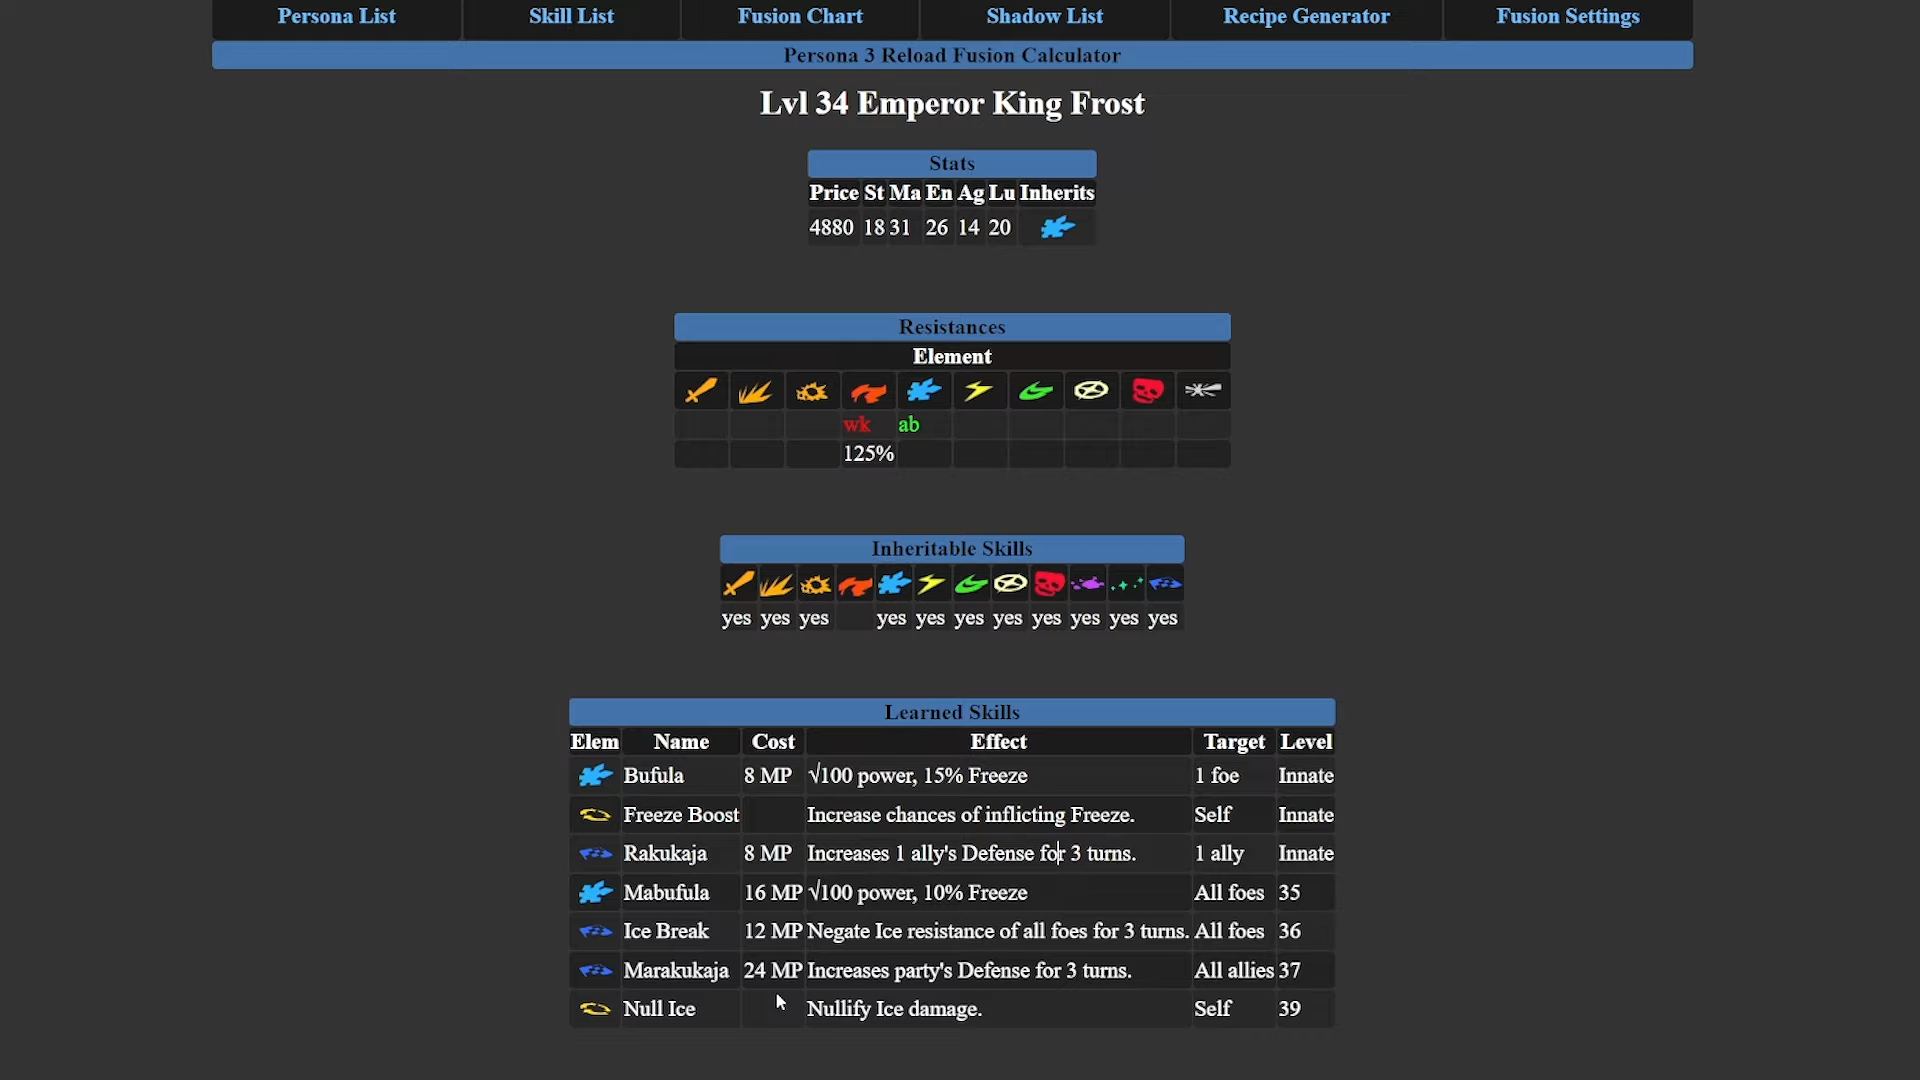 Persona List Skill List Fusion Chart Shadow List Recipe Generator Fusion Settings
Persona 3 Reload Fusion Calculator
Lvl 34 Emperor King Frost
Stats
Price St Ma En Ag Lu Inherits
4880 18 31 26 14 20
Resistances
Element
wk ab
125%
Inheritable Skills
yes yes yes yes yes yes yes yes yes yes yes
Learned Skills
Elem Name Cost Effect Target Level
Bufula 8 MP √100 power, 15% Freeze 1 foe Innate
Freeze Boost Increase chances of inflicting Freeze. Self Innate
Rakukaja 8 MP Increases 1 ally's Defense for 3 turns. 1 ally Innate
Mabufula 16 MP √100 power, 10% Freeze All foes 35
Ice Break 12 MP Negate Ice resistance of all foes for 3 turns. All foes 36
Marakukaja 24 MP Increases party's Defense for 3 turns. All allies 37
Null Ice Nullify Ice damage. Self 39